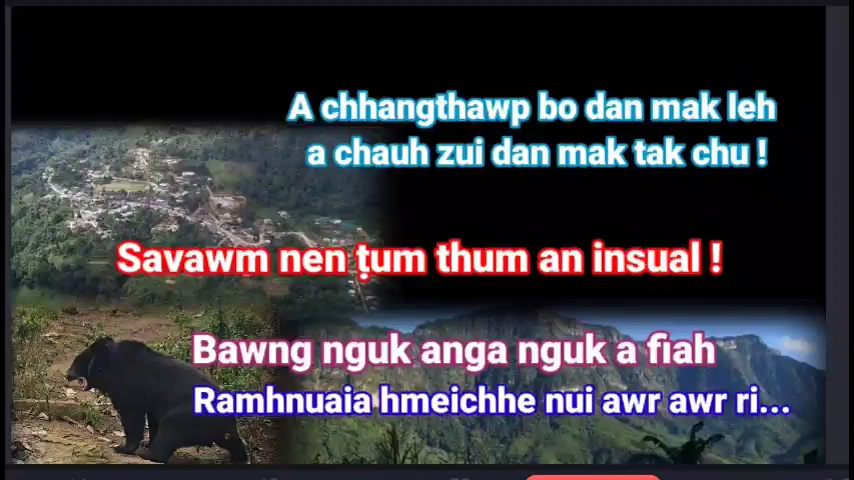 A chhangthawp bo dan mak leh
a chauh zui dan mak tak chu !
Savawm nen ṭum thum an insual !
Bawng nguk anga nguk a fiah
Ramhnuaia hmeichhe nui awr awr ri...